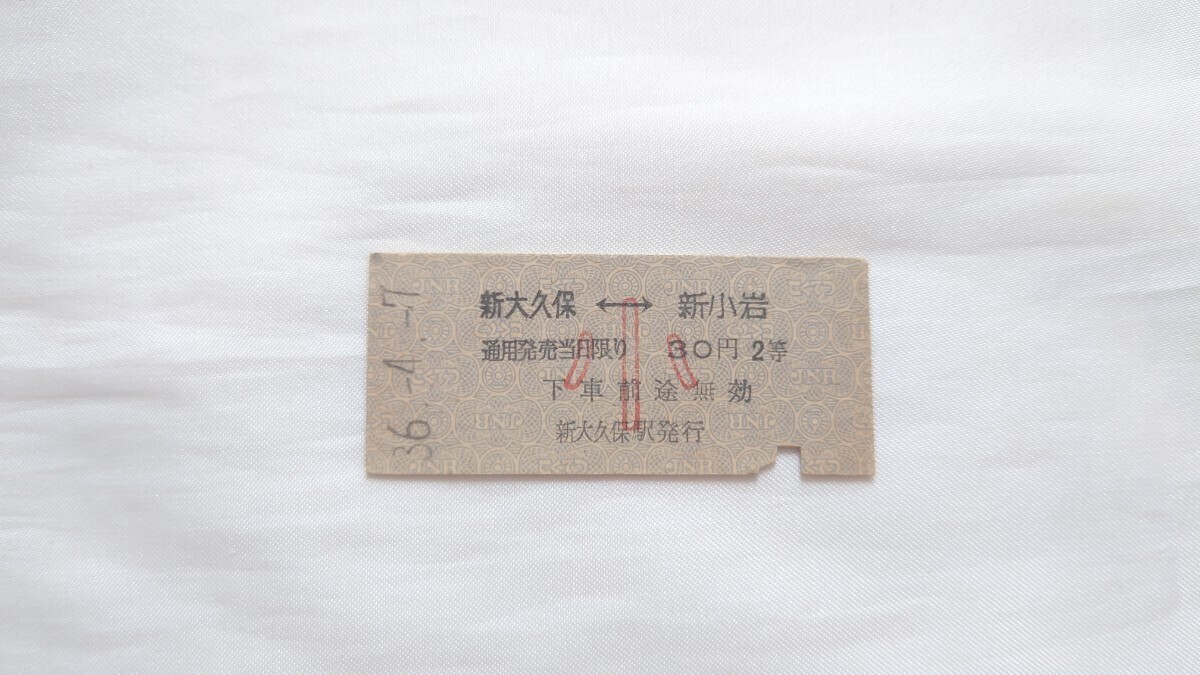 新大久保 ←→ 新小岩
通用発売当日限り 30円 2等
下車前途無効
新大久保駅発行
小
36.-4.-7